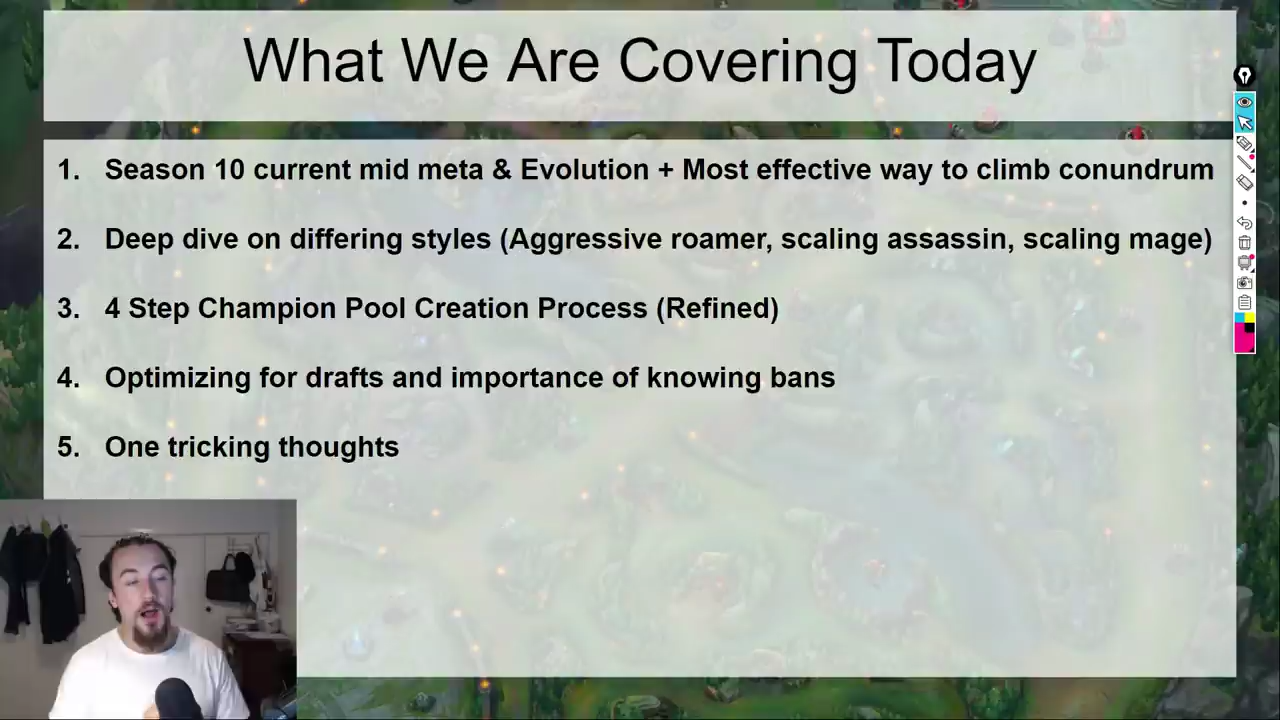 What We Are Covering Today
1. Season 10 current mid meta & Evolution + Most effective way to climb conundrum
2. Deep dive on differing styles (Aggressive roamer, scaling assassin, scaling mage)
3. 4 Step Champion Pool Creation Process (Refined)
4. Optimizing for drafts and importance of knowing bans
5. One tricking thoughts